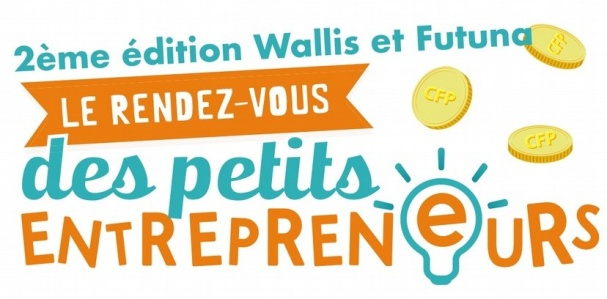 2ème édition Wallis et Futuna
LE RENDEZ-VOUS
des petits
ENTREPRENeURS
CFP
CFP
CFP